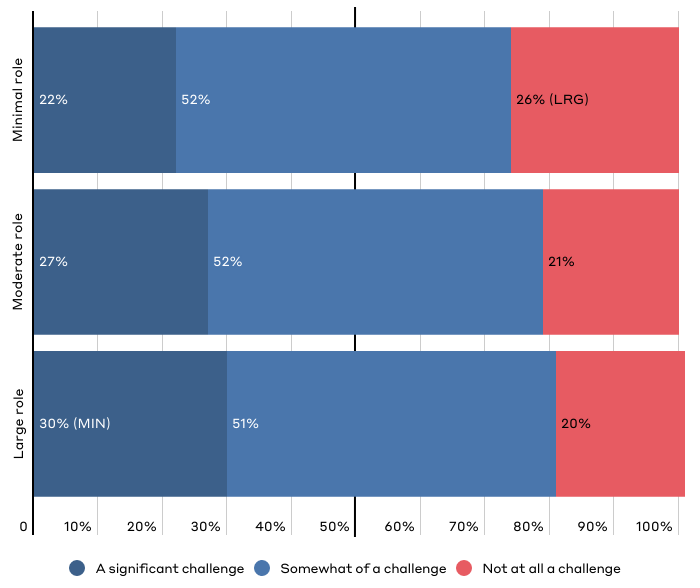 Minimal role
22%
52%
26% (LRG)
Moderate role
27%
52%
21%
Large role
30% (MIN)
51%
20%
0 10% 20% 30% 40% 50% 60% 70% 80% 90% 100%
A significant challenge Somewhat of a challenge Not at all a challenge